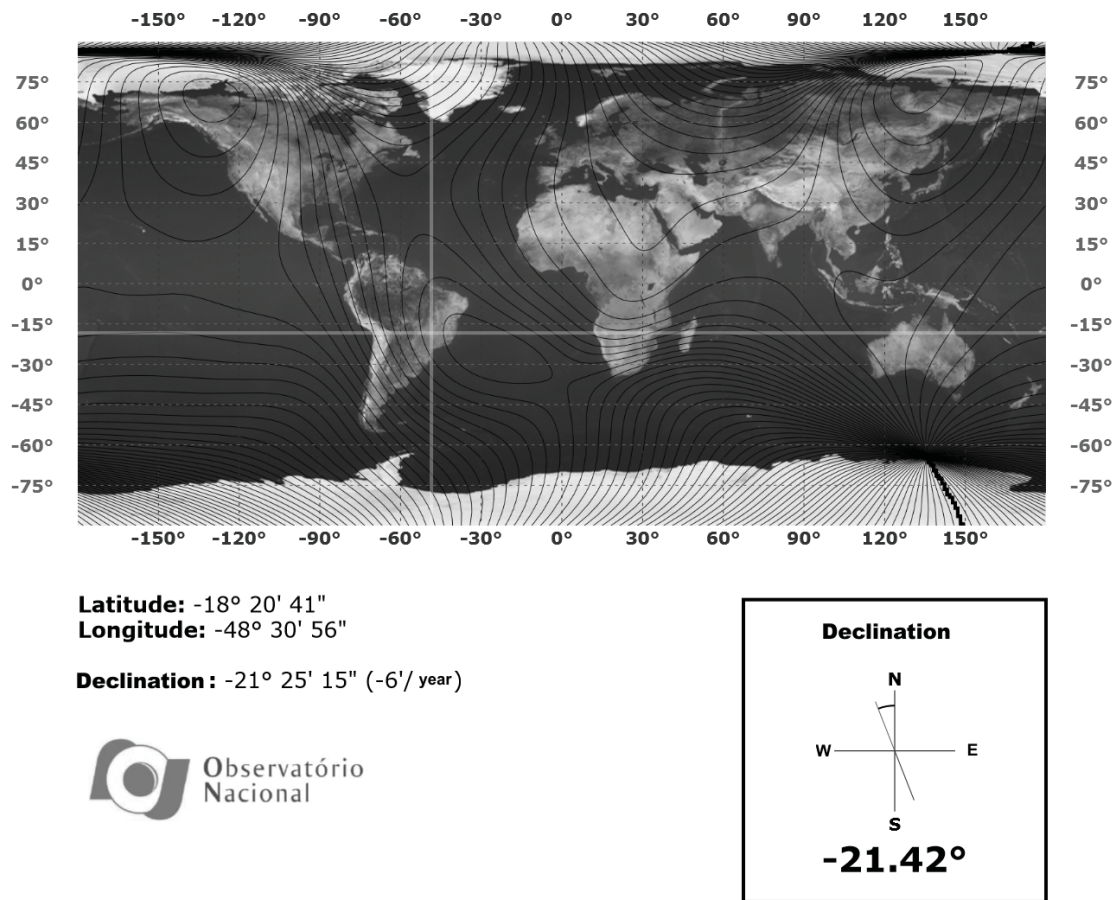 -150° -120° -90° -60° -30° 0° 30° 60° 90° 120° 150°
75° 75°
60° 60°
45° 45°
30° 30°
15° 15°
0° 0°
-15° -15°
-30° -30°
-45° -45°
-60° -60°
-75° -75°
-150° -120° -90° -60° -30° 0° 30° 60° 90° 120° 150°
Latitude: -18° 20' 41"
Longitude: -48° 30' 56"
Declination : -21° 25' 15" (-6'/ year)
Observatório
Nacional
Declination
N
W E
S
-21.42°